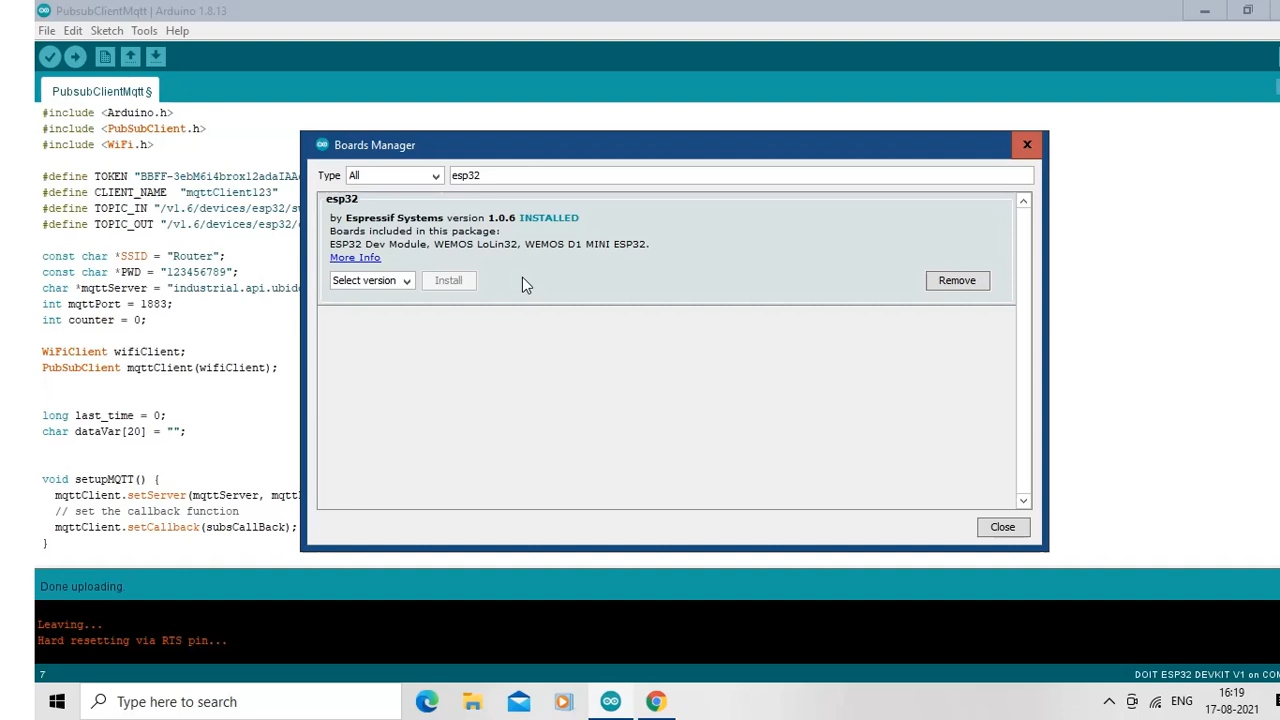 PubsubClientMqtt | Arduino 1.8.13
File Edit Sketch Tools Help
PubsubClientMqtt §
#include <Arduino.h>
#include <PubSubClient.h>
#include <WiFi.h>
#define TOKEN "BBFF-3ebM6i4brox12adaIAA
#define CLIENT_NAME "mqttClient123"
#define TOPIC_IN "/v1.6/devices/esp32/s
#define TOPIC_OUT "/v1.6/devices/esp32/
const char *SSID = "Router";
const char *PWD = "123456789";
char *mqttServer = "industrial.api.ubido
int mqttPort = 1883;
int counter = 0;
WiFiClient wifiClient;
PubSubClient mqttClient(wifiClient);
long last_time = 0;
char dataVar[20] = "";
void setupMQTT() {
mqttClient.setServer(mqttServer, mqtt
// set the callback function
mqttClient.setCallback(subsCallBack);
}
Boards Manager
Type All esp32
esp32
by Espressif Systems version 1.0.6 INSTALLED
Boards included in this package:
ESP32 Dev Module, WEMOS LoLin32, WEMOS D1 MINI ESP32.
More Info
Select version Install Remove
Close
Done uploading.
Leaving...
Hard resetting via RTS pin...
7 DOIT ESP32 DEVKIT V1 on COM
Type here to search
ENG
16:19
17-08-2021